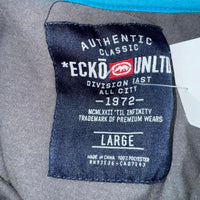 AUTHENTIC
CLASSIC
*ECKŌ UNLTD
DIVISION EAST
ALL CITY
-1972-
MCMLXXII 'TIL INFINITY
TRADEMARK OF PREMIUM WEARS
LARGE
MADE IN CHINA 100% POLYESTER